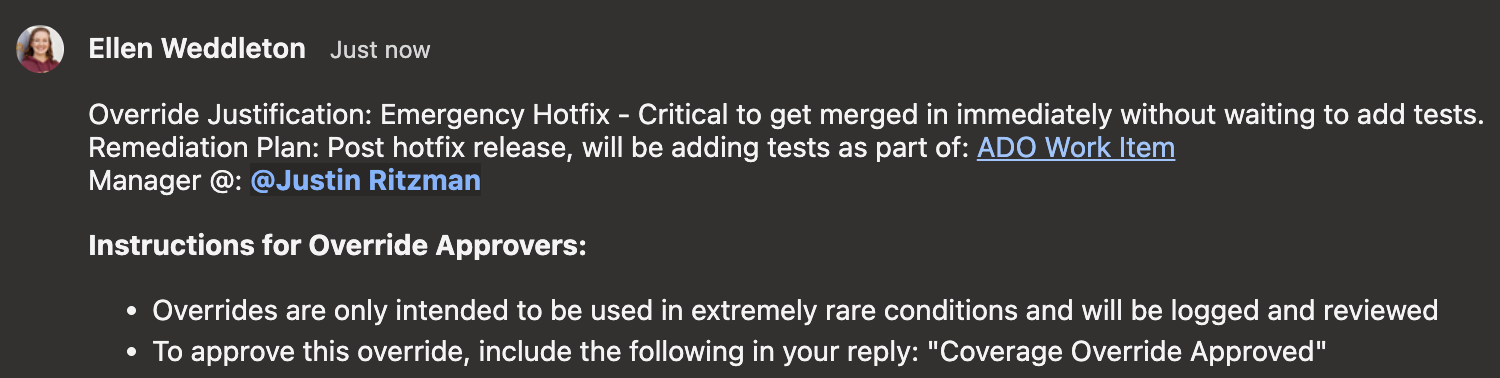 Ellen Weddleton Just now
Override Justification: Emergency Hotfix - Critical to get merged in immediately without waiting to add tests.
Remediation Plan: Post hotfix release, will be adding tests as part of: ADO Work Item
Manager @: @Justin Ritzman
Instructions for Override Approvers:
• Overrides are only intended to be used in extremely rare conditions and will be logged and reviewed
• To approve this override, include the following in your reply: "Coverage Override Approved"